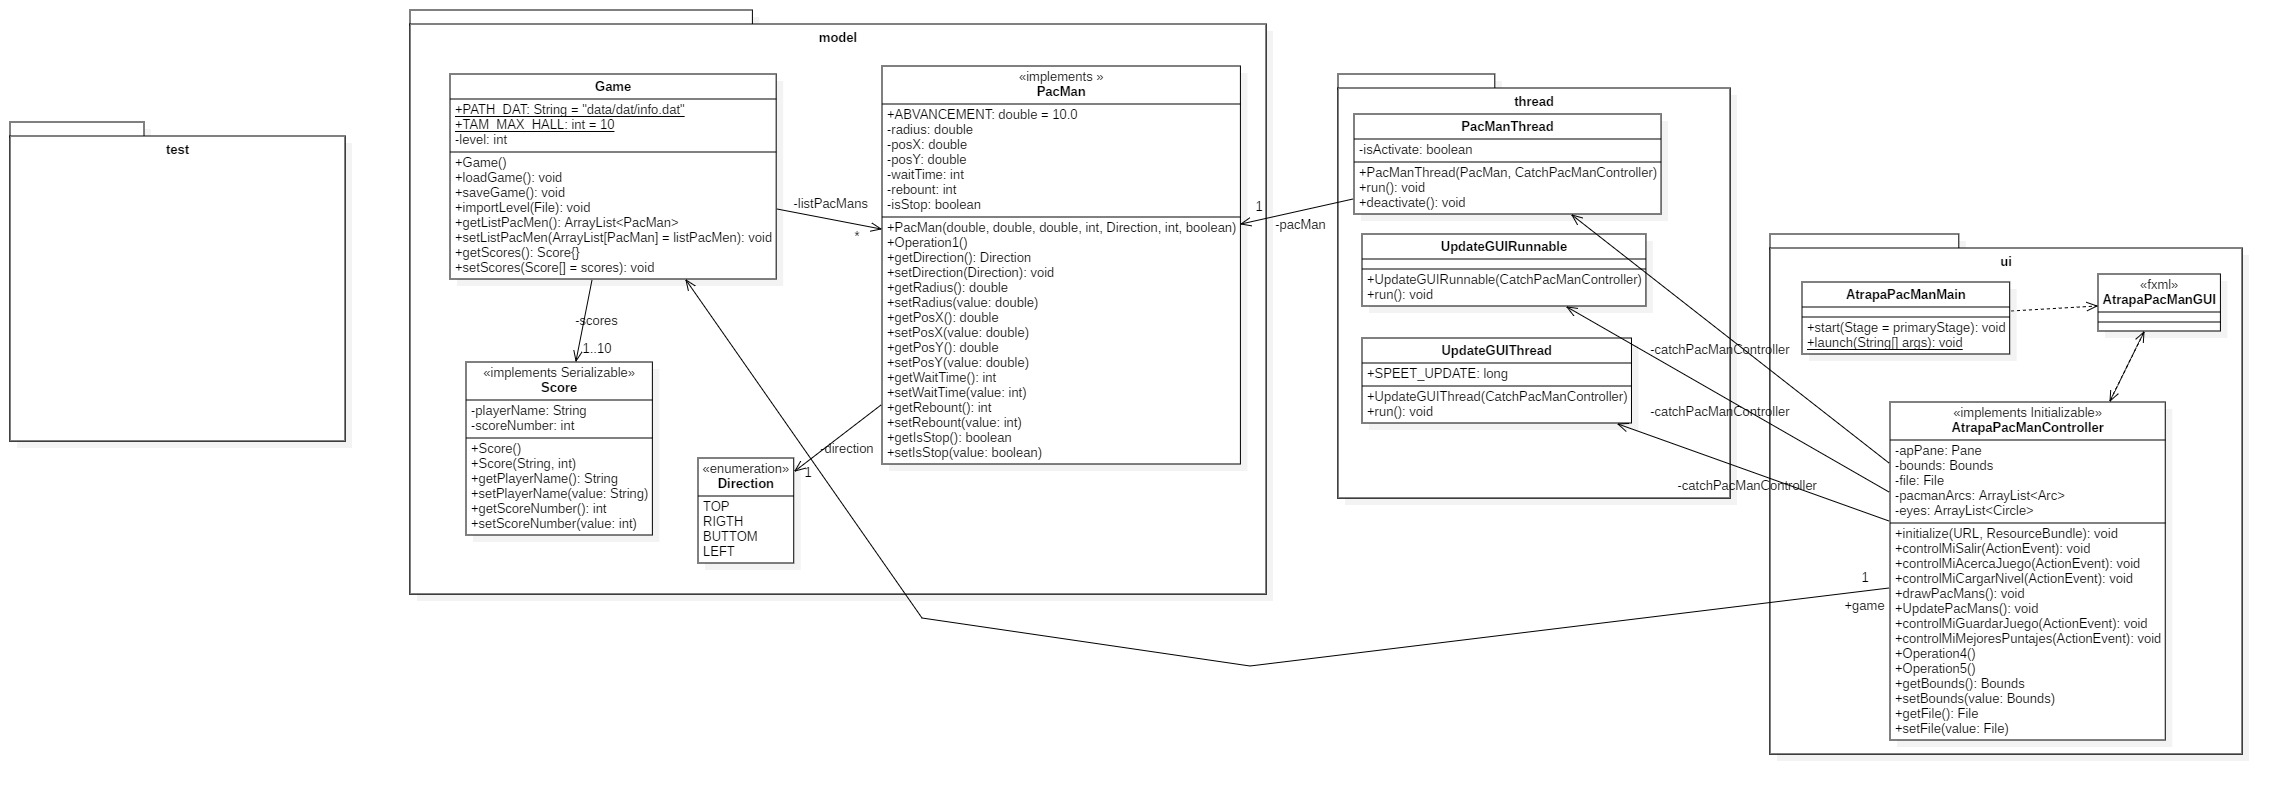 test
model
Game
+PATH_DAT: String = "data/dat/info.dat"
+TAM_MAX_HALL: int = 10
-level: int
+Game()
+loadGame(): void
+saveGame(): void
+importLevel(File): void
+getListPacMen(): ArrayList<PacMan>
+setListPacMen(ArrayList[PacMan] = listPacMen): void
+getScores(): Score{}
+setScores(Score[] = scores): void
-listPacMans
*
-scores
1..10
«implements Serializable»
Score
-playerName: String
-scoreNumber: int
+Score()
+Score(String, int)
+getPlayerName(): String
+setPlayerName(value: String)
+getScoreNumber(): int
+setScoreNumber(value: int)
«enumeration»
Direction
TOP
RIGTH
BUTTOM
LEFT
-direction
1
«implements »
PacMan
+ABVANCEMENT: double = 10.0
-radius: double
-posX: double
-posY: double
-waitTime: int
-rebount: int
-isStop: boolean
+PacMan(double, double, double, int, Direction, int, boolean)
+Operation1()
+getDirection(): Direction
+setDirection(Direction): void
+getRadius(): double
+setRadius(value: double)
+getPosX(): double
+setPosX(value: double)
+getPosY(): double
+setPosY(value: double)
+getWaitTime(): int
+setWaitTime(value: int)
+getRebount(): int
+setRebount(value: int)
+getIsStop(): boolean
+setIsStop(value: boolean)
1
-pacMan
thread
PacManThread
-isActivate: boolean
+PacManThread(PacMan, CatchPacManController)
+run(): void
+deactivate(): void
UpdateGUIRunnable
+UpdateGUIRunnable(CatchPacManController)
+run(): void
UpdateGUIThread
+SPEET_UPDATE: long
+UpdateGUIThread(CatchPacManController)
+run(): void
-catchPacManController
-catchPacManController
-catchPacManController
1
+game
ui
AtrapaPacManMain
+start(Stage = primaryStage): void
+launch(String[] args): void
«fxml»
AtrapaPacManGUI
«implements Initializable»
AtrapaPacManController
-apPane: Pane
-bounds: Bounds
-file: File
-pacmanArcs: ArrayList<Arc>
-eyes: ArrayList<Circle>
+initialize(URL, ResourceBundle): void
+controlMiSalir(ActionEvent): void
+controlMiAcercaJuego(ActionEvent): void
+controlMiCargarNivel(ActionEvent): void
+drawPacMans(): void
+UpdatePacMans(): void
+controlMiGuardarJuego(ActionEvent): void
+controlMiMejoresPuntajes(ActionEvent): void
+Operation4()
+Operation5()
+getBounds(): Bounds
+setBounds(value: Bounds)
+getFile(): File
+setFile(value: File)